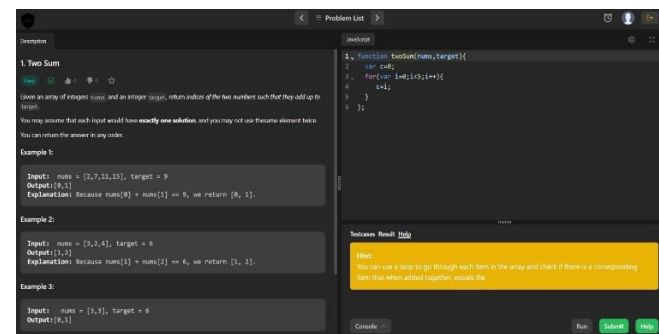 Problem List
Description
1. Two Sum
Easy
Given an array of integers nums and an integer target, return indices of the two numbers such that they add up to
target.
You may assume that each input would have exactly one solution, and you may not use thesame element twice.
You can return the answer in any order.
Example 1:
Input: nums = [2,7,11,15], target = 9
Output:[0,1]
Explanation: Because nums[0] + nums[1] == 9, we return [0, 1].
Example 2:
Input: nums = [3,2,4], target = 6
Output:[1,2]
Explanation: Because nums[1] + nums[2] == 6, we return [1, 2].
Example 3:
Input: nums = [3,3], target = 6
Output:[0,1]
JavaScript
1 function twoSum(nums,target){
2 var c=0;
3 for(var i=0;i<5;i++){
4 c=i;
5 }
6 };
Testcases Result Help
Hint:
You can use a loop to go through each item in the array and check if there is a corresponding
item that when added together, equals the
Console
Run Submit Help